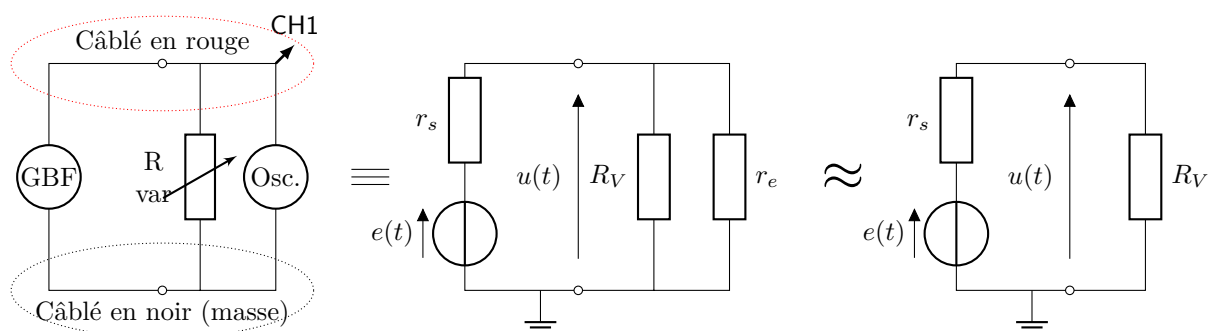 CH1
Câblé en rouge
GBF
R
var
Osc.
Câblé en noir (masse)
≡
r_s
e(t)
u(t)
R_V
r_e
≈
r_s
e(t)
u(t)
R_V